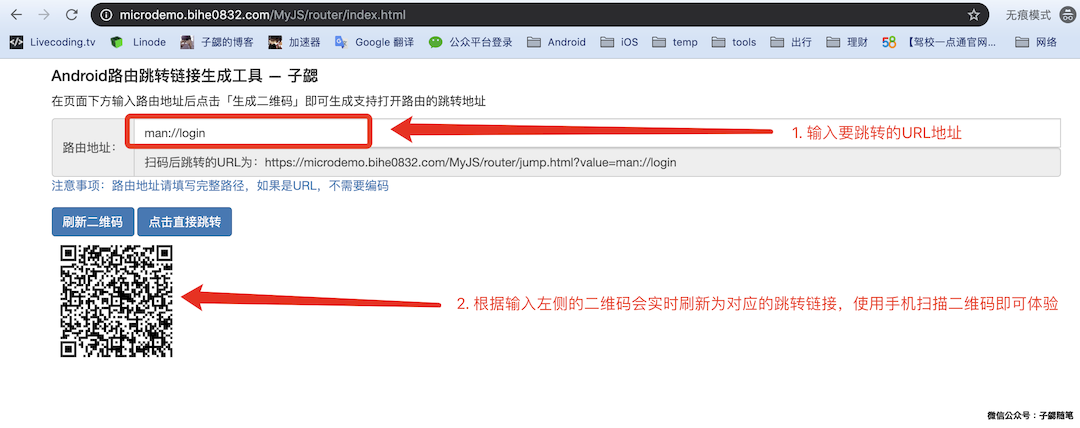 microdemo.bihe0832.com/MyJS/router/index.html
无痕模式
Livecoding.tv Linode 子勰的博客 加速器 Google 翻译 公众平台登录 Android iOS temp tools 出行 理财 58 【驾校一点通官网... 网络
Android路由跳转链接生成工具 — 子勰
在页面下方输入路由地址后点击「生成二维码」即可生成支持打开路由的跳转地址
路由地址：
man://login
1. 输入要跳转的URL地址
扫码后跳转的URL为：https://microdemo.bihe0832.com/MyJS/router/jump.html?value=man://login
注意事项：路由地址请填写完整路径，如果是URL，不需要编码
刷新二维码 点击直接跳转
2. 根据输入左侧的二维码会实时刷新为对应的跳转链接，使用手机扫描二维码即可体验
微信公众号：子勰随笔